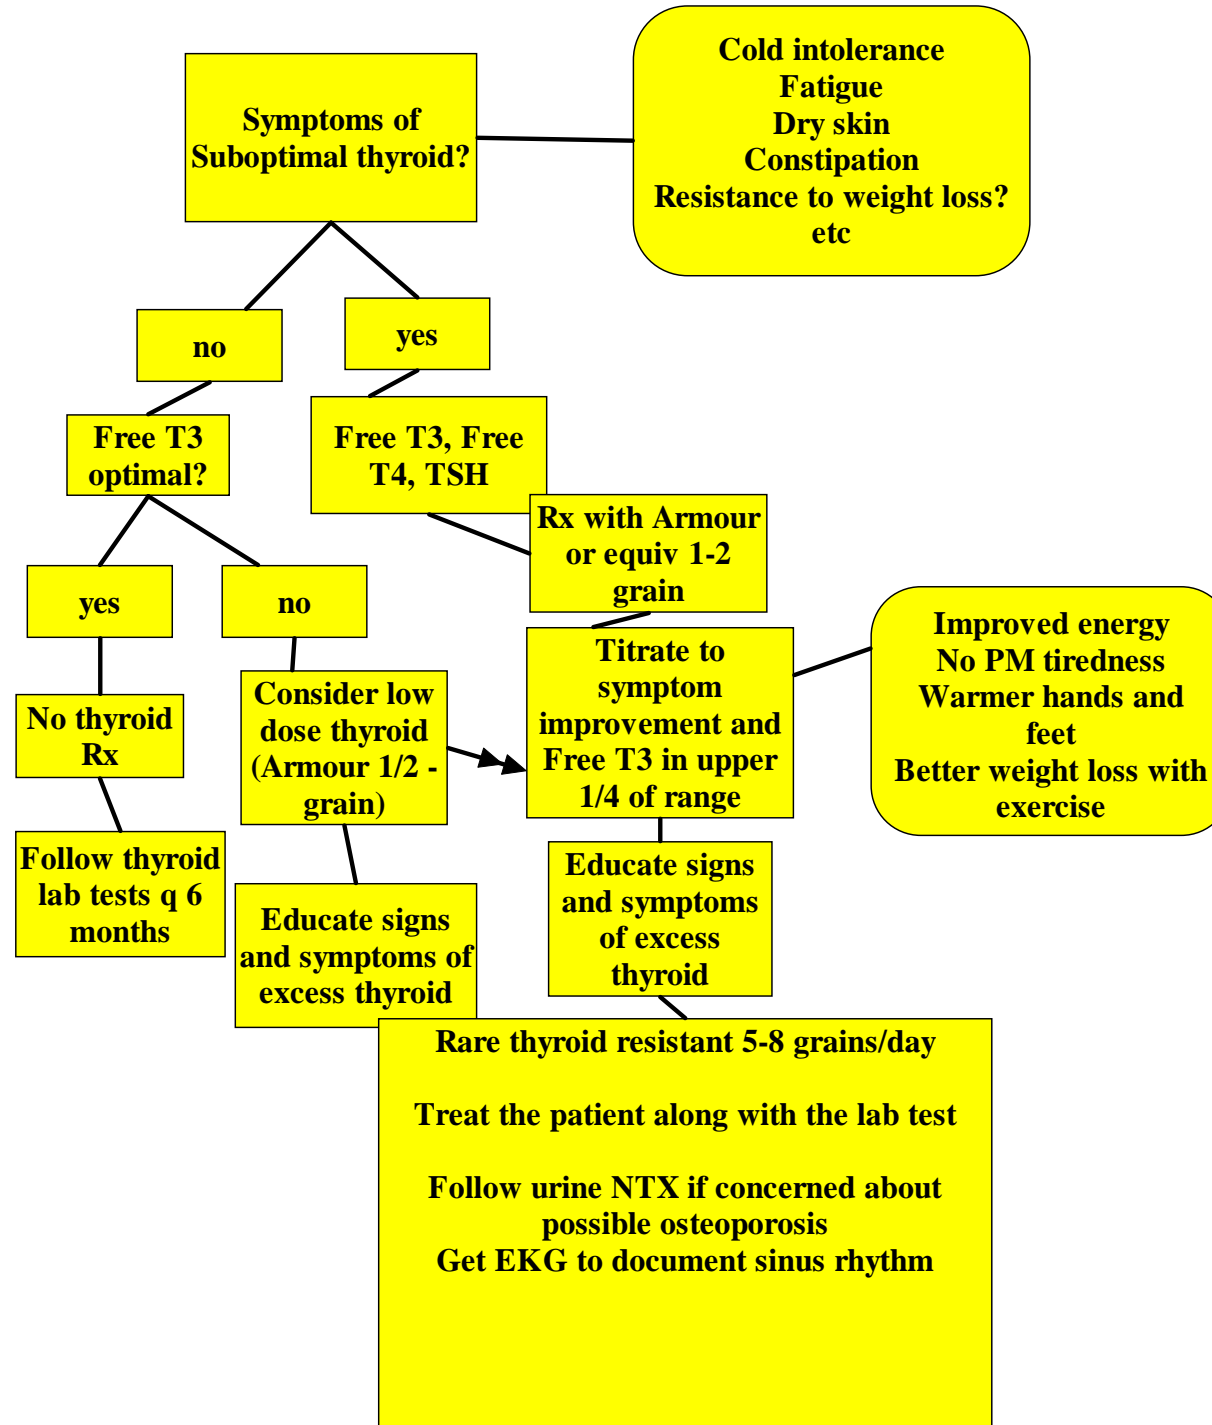 Symptoms of
Suboptimal thyroid?
Cold intolerance
Fatigue
Dry skin
Constipation
Resistance to weight loss?
etc
no
yes
Free T3
optimal?
Free T3, Free
T4, TSH
Rx with Armour
or equiv 1-2
grain
yes
no
Titrate to
symptom
improvement and
Free T3 in upper
1/4 of range
Improved energy
No PM tiredness
Warmer hands and
feet
Better weight loss with
exercise
No thyroid
Rx
Consider low
dose thyroid
(Armour 1/2 -
grain)
Follow thyroid
lab tests q 6
months
Educate signs
and symptoms of
excess thyroid
Educate signs
and symptoms
of excess
thyroid
Rare thyroid resistant 5-8 grains/day
Treat the patient along with the lab test
Follow urine NTX if concerned about
possible osteoporosis
Get EKG to document sinus rhythm